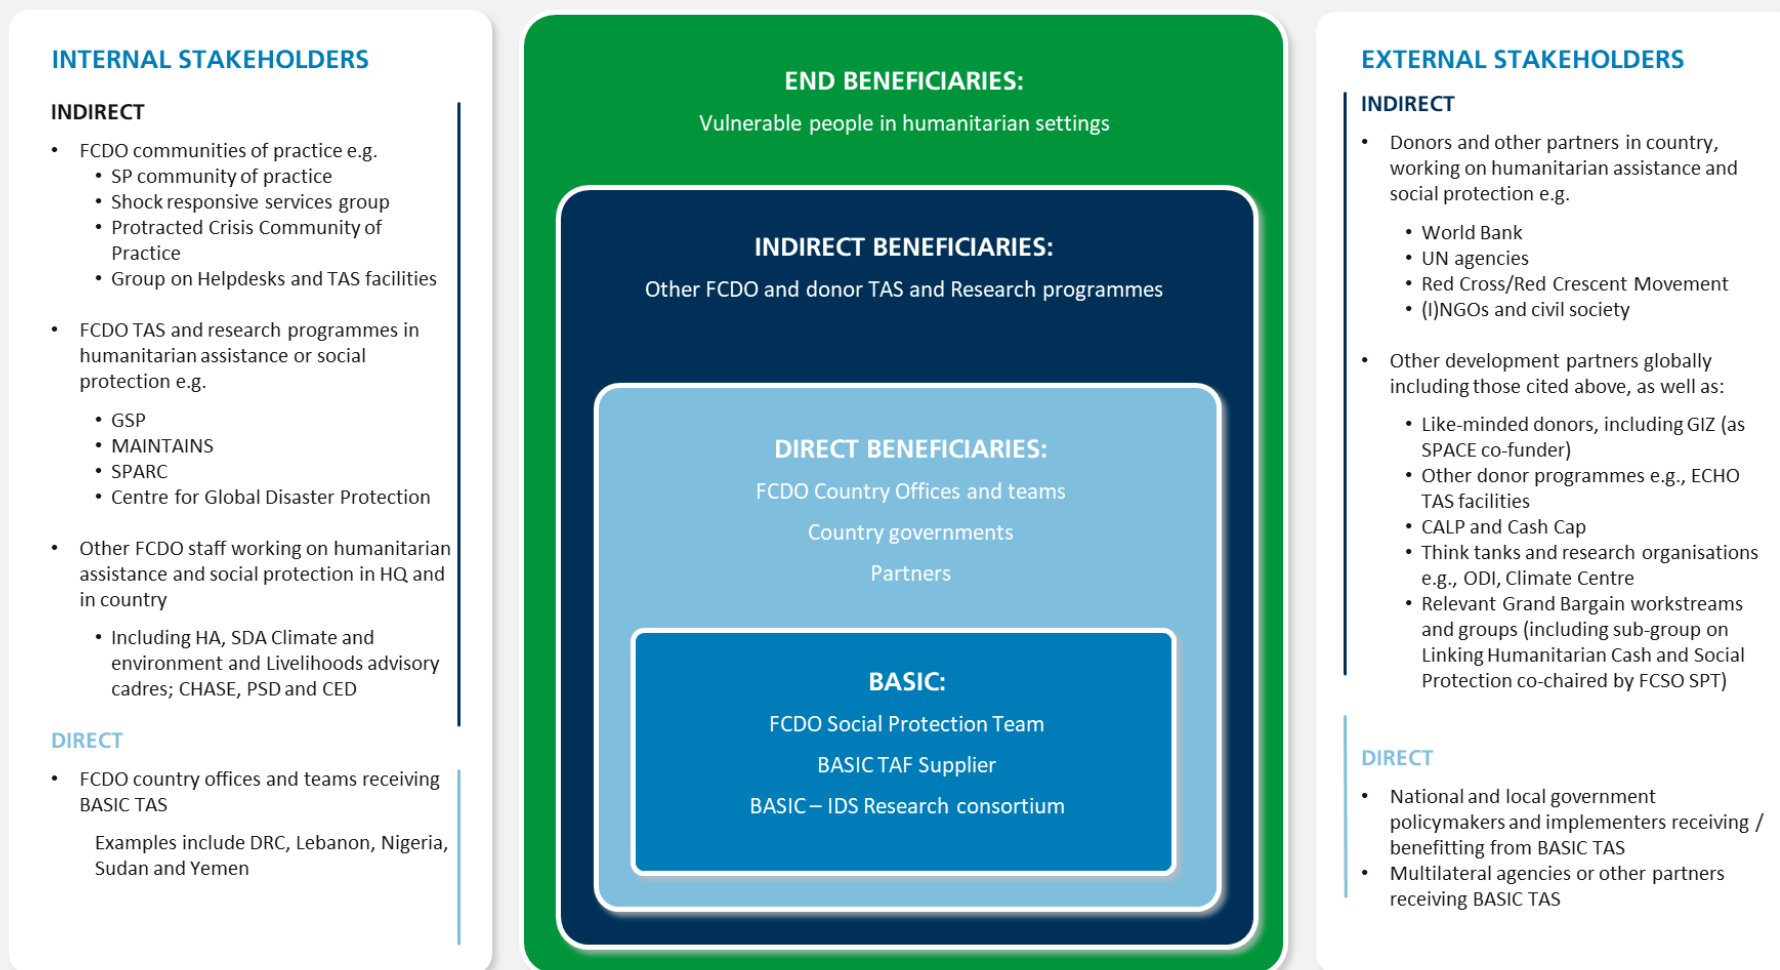 INTERNAL STAKEHOLDERS
INDIRECT
• FCDO communities of practice e.g.
• SP community of practice
• Shock responsive services group
• Protracted Crisis Community of
Practice
• Group on Helpdesks and TAS facilities
• FCDO TAS and research programmes in
humanitarian assistance or social
protection e.g.
• GSP
• MAINTAINS
• SPARC
• Centre for Global Disaster Protection
• Other FCDO staff working on humanitarian
assistance and social protection in HQ and
in country
• Including HA, SDA Climate and
environment and Livelihoods advisory
cadres; CHASE, PSD and CED
DIRECT
• FCDO country offices and teams receiving
BASIC TAS
Examples include DRC, Lebanon, Nigeria,
Sudan and Yemen
END BENEFICIARIES:
Vulnerable people in humanitarian settings
INDIRECT BENEFICIARIES:
Other FCDO and donor TAS and Research programmes
DIRECT BENEFICIARIES:
FCDO Country Offices and teams
Country governments
Partners
BASIC:
FCDO Social Protection Team
BASIC TAF Supplier
BASIC – IDS Research consortium
EXTERNAL STAKEHOLDERS
INDIRECT
• Donors and other partners in country,
working on humanitarian assistance and
social protection e.g.
• World Bank
• UN agencies
• Red Cross/Red Crescent Movement
• (I)NGOs and civil society
• Other development partners globally
including those cited above, as well as:
• Like-minded donors, including GIZ (as
SPACE co-funder)
• Other donor programmes e.g., ECHO
TAS facilities
• CALP and Cash Cap
• Think tanks and research organisations
e.g., ODI, Climate Centre
• Relevant Grand Bargain workstreams
and groups (including sub-group on
Linking Humanitarian Cash and Social
Protection co-chaired by FCSO SPT)
DIRECT
• National and local government
policymakers and implementers receiving /
benefitting from BASIC TAS
• Multilateral agencies or other partners
receiving BASIC TAS